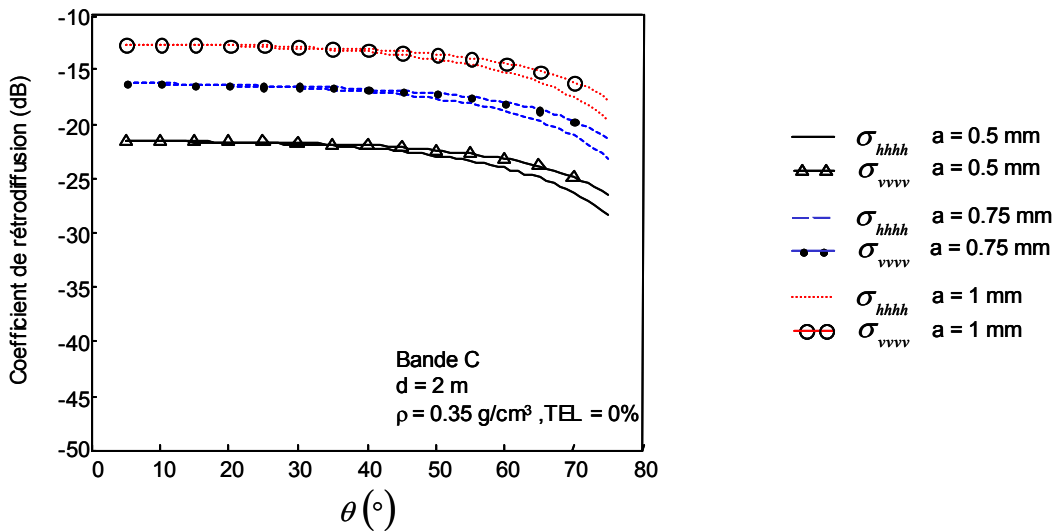 Coefficient de rétrodiffusion (dB)
-10
-15
-20
-25
-30
-35
-40
-45
-50
0 10 20 30 40 50 60 70 80
θ (°)
Bande C
d = 2 m
ρ = 0.35 g/cm³ ,TEL = 0%
σhhhh a = 0.5 mm
σvvvv a = 0.5 mm
σhhhh a = 0.75 mm
σvvvv a = 0.75 mm
σhhhh a = 1 mm
σvvvv a = 1 mm